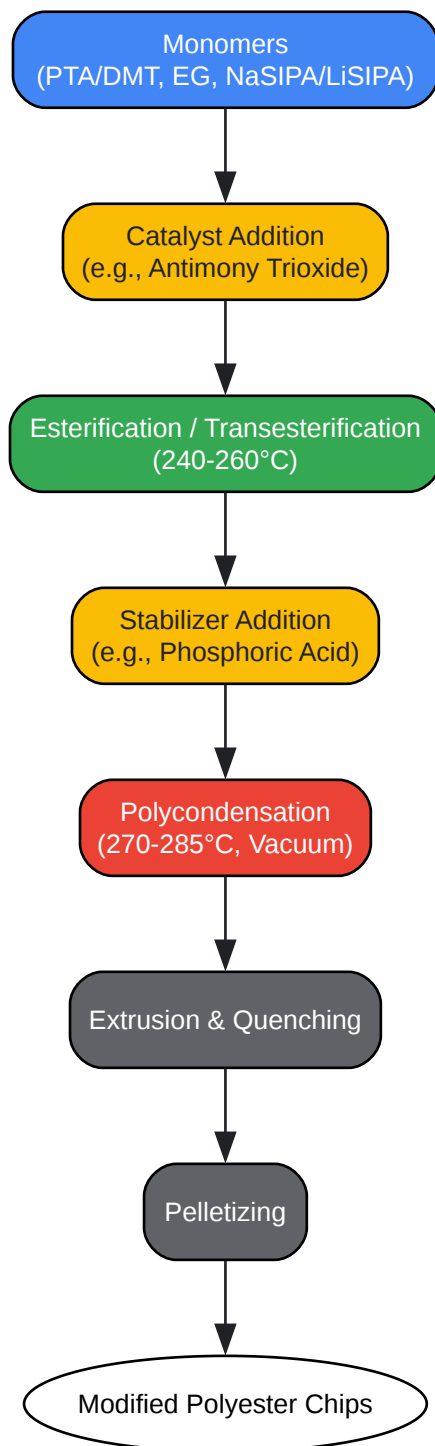 Monomers
(PTA/DMT, EG, NaSIPA/LiSIPA)
Catalyst Addition
(e.g., Antimony Trioxide)
Esterification / Transesterification
(240-260°C)
Stabilizer Addition
(e.g., Phosphoric Acid)
Polycondensation
(270-285°C, Vacuum)
Extrusion & Quenching
Pelletizing
Modified Polyester Chips